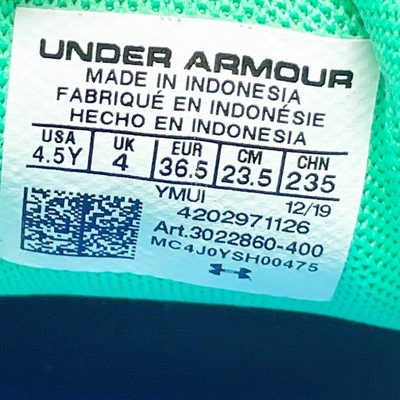 UNDER ARMOUR
MADE IN INDONESIA
FABRIQUÉ EN INDONÉSIE
HECHO EN INDONESIA
USA UK EUR CM CHN
4.5Y 4 36.5 23.5 235
YMUI 12/19
4202971126
Art.3022860-400
MC4J0YSH00475